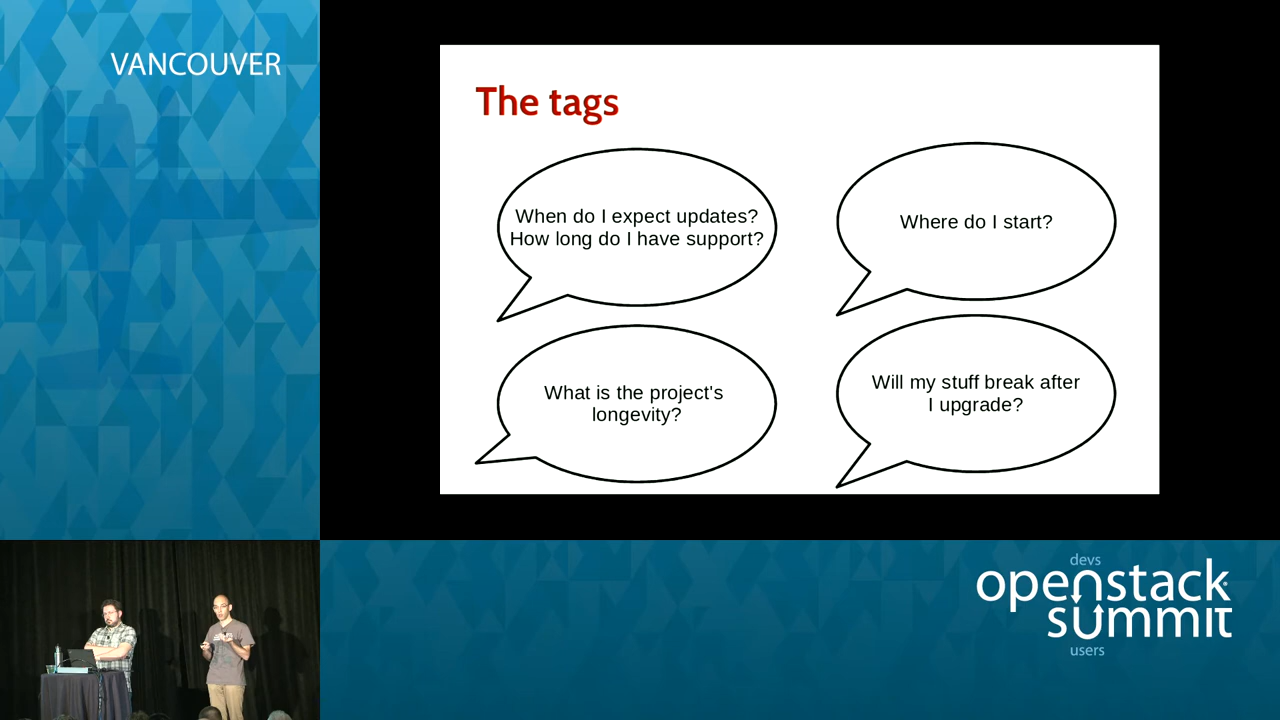 VANCOUVER
The tags
When do I expect updates?
How long do I have support?
Where do I start?
What is the project's
longevity?
Will my stuff break after
I upgrade?
devs
openstack
summit
users